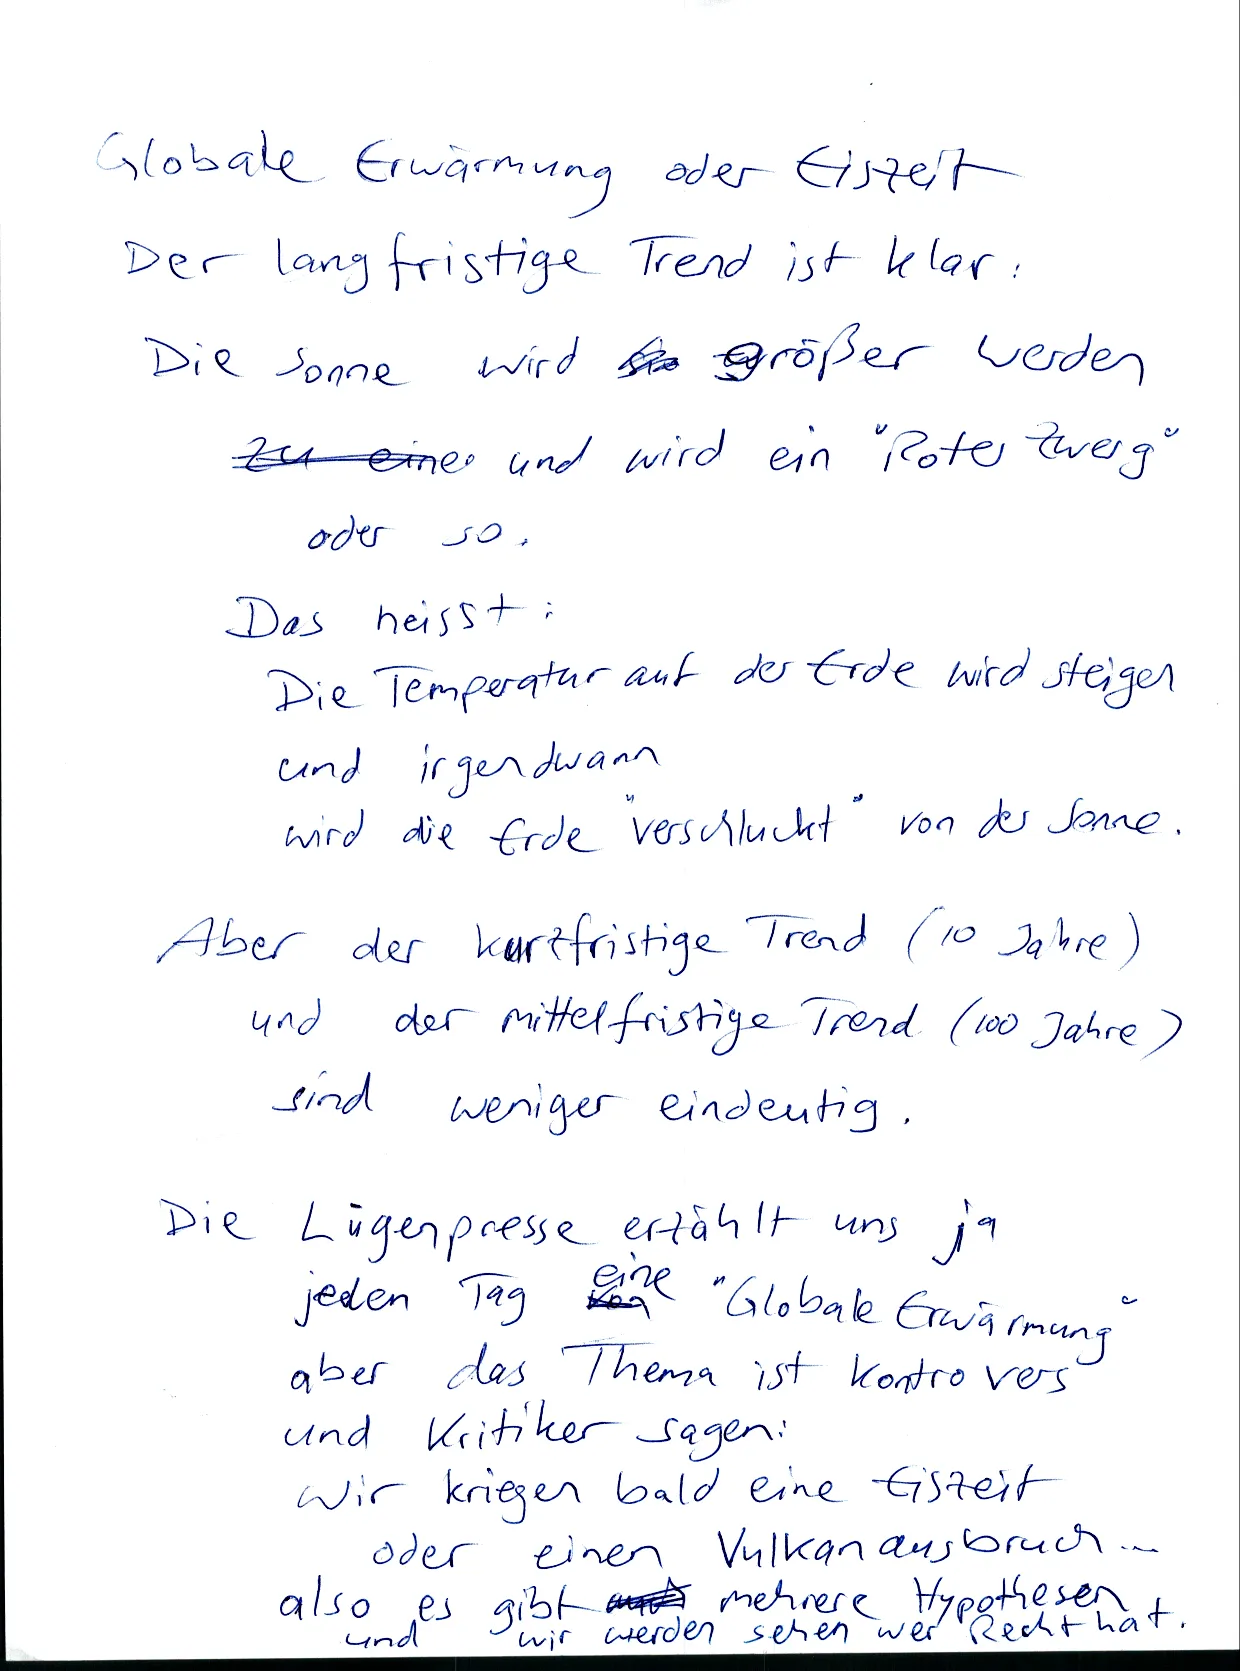 Globale Erwärmung oder Eiszeit
Der langfristige Trend ist klar:
Die Sonne wird größer werden
zu einer und wird ein "Roter Zwerg"
oder so.
Das heisst:
Die Temperatur auf der Erde wird steigen
und irgendwann
wird die Erde "verschluckt" von der Sonne.
Aber der kurzfristige Trend (10 Jahre)
und der mittelfristige Trend (100 Jahre)
sind weniger eindeutig.
Die Lügenpresse erzählt uns ja
jeden Tag eine "Globale Erwärmung"
aber das Thema ist kontrovers
und Kritiker sagen:
Wir kriegen bald eine Eiszeit
oder einen Vulkanausbruch...
also es gibt mehrere Hypothesen
und wir werden sehen wer Recht hat.